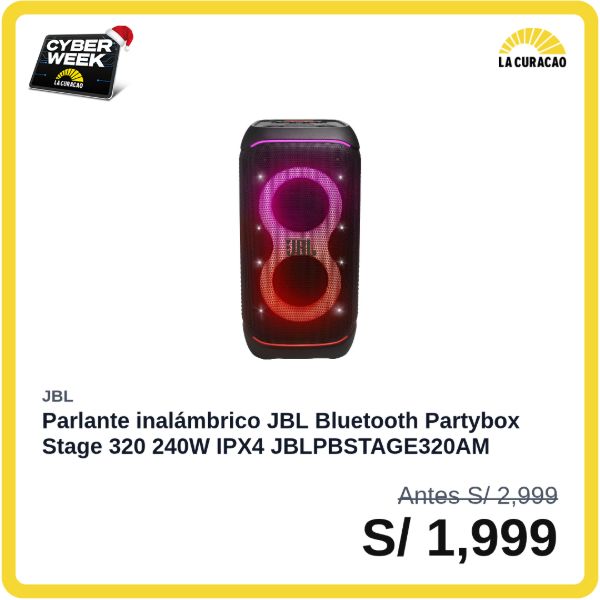 CYBER
WEEK
LA CURACAO
LA CURACAO
JBL
JBL
Parlante inalámbrico JBL Bluetooth Partybox
Stage 320 240W IPX4 JBLPBSTAGE320AM
Antes S/ 2,999
S/ 1,999